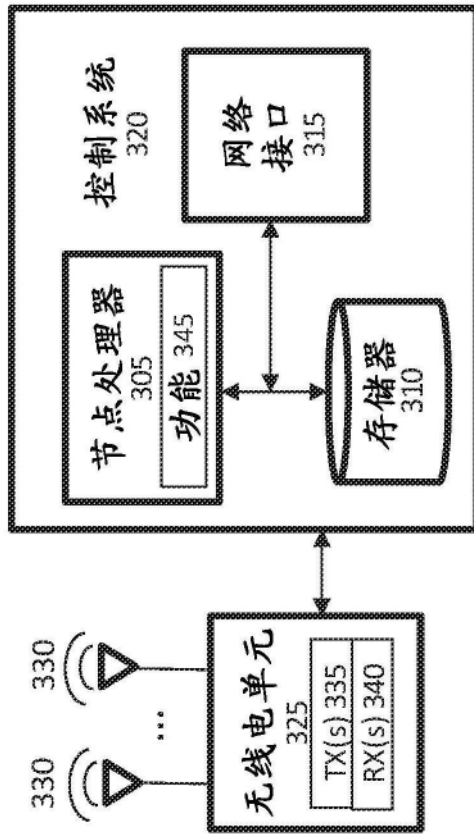 330
330
...
无线电单元
325
TX(s) 335
RX(s) 340
控制系统
320
节点处理器
305
功能 345
网络
接口
315
存储器
310